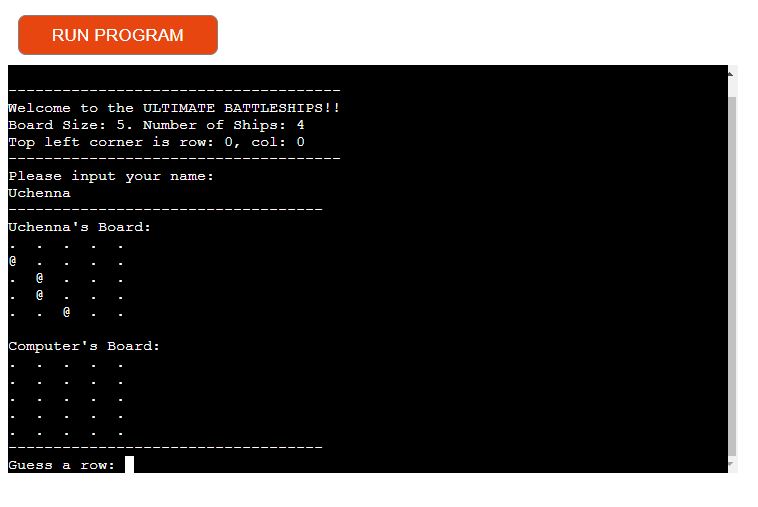 RUN PROGRAM
-------------------------------------
Welcome to the ULTIMATE BATTLESHIPS!!
Board Size: 5. Number of Ships: 4
Top left corner is row: 0, col: 0
-------------------------------------
Please input your name:
Uchenna
-----------------------------------
Uchenna's Board:
. . . . .
@ . . . .
. @ . . .
. @ . . .
. . @ . .
Computer's Board:
. . . . .
. . . . .
. . . . .
. . . . .
. . . . .
-----------------------------------
Guess a row: